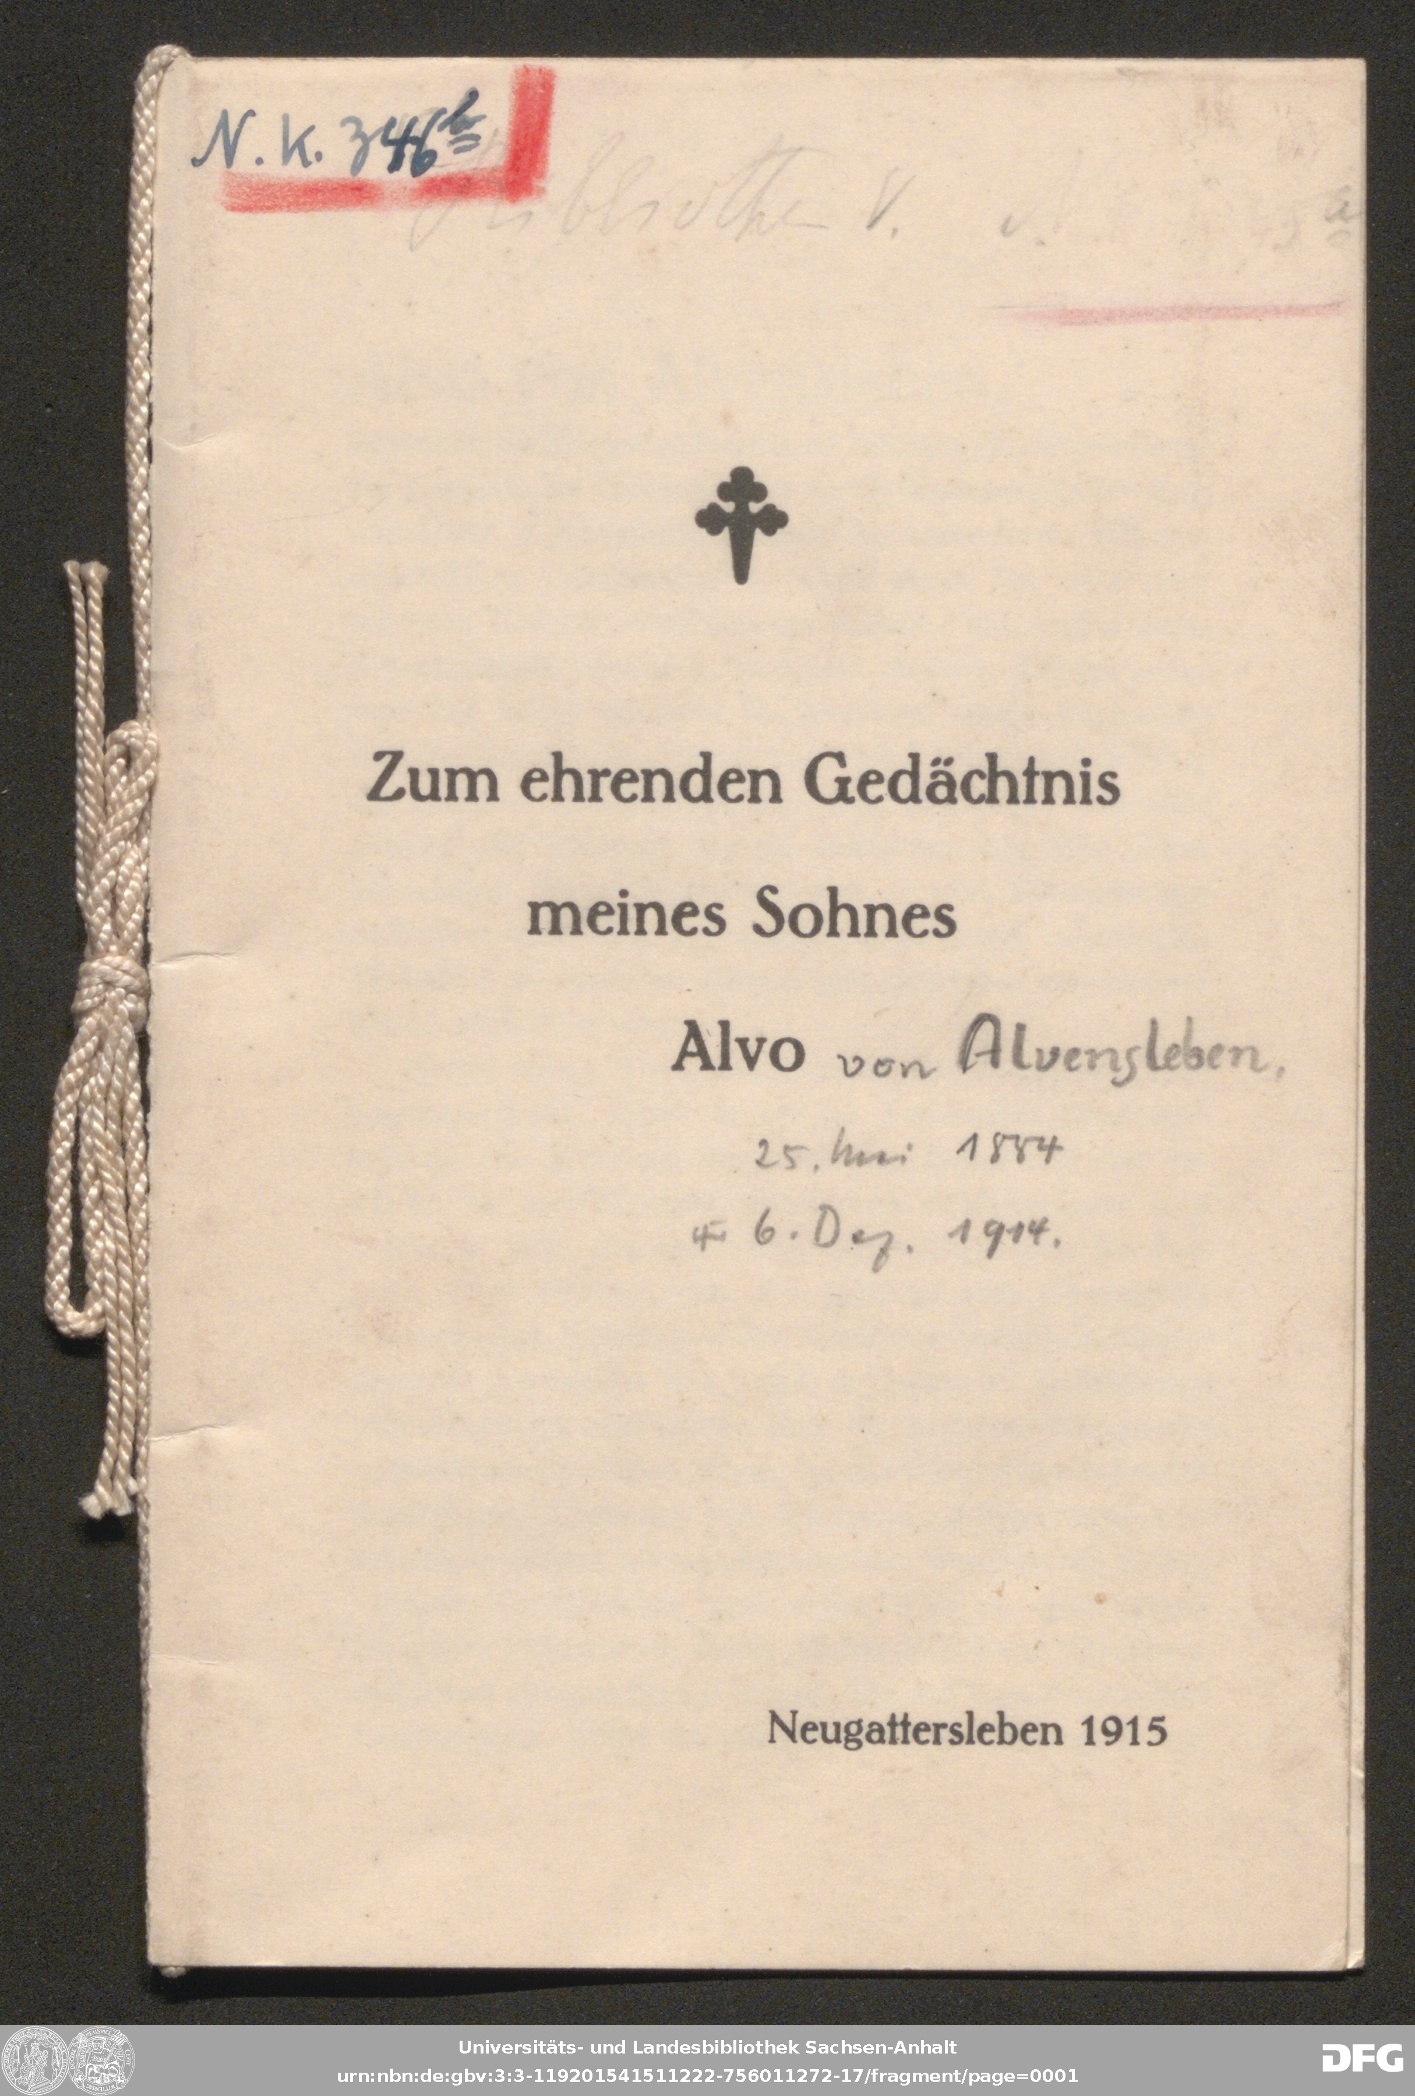 N. K. 346 b
Zum ehrenden Gedächtnis
meines Sohnes
Alvo von Alvensleben,
25. Mai 1884
6. Dez. 1914.
Neugattersleben 1915
Universitäts- und Landesbibliothek Sachsen-Anhalt
urn:nbn:de:gbv:3:3-119201541511222-756011272-17/fragment/page=0001
DFG